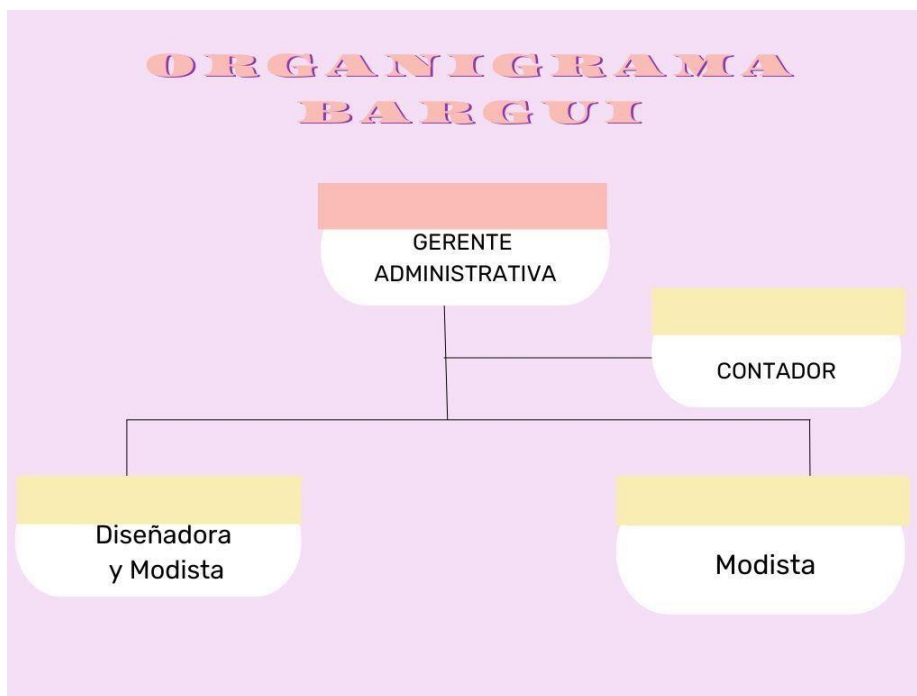 ORGANIGRAMA
BARGUI
GERENTE
ADMINISTRATIVA
CONTADOR
Diseñadora
y Modista
Modista